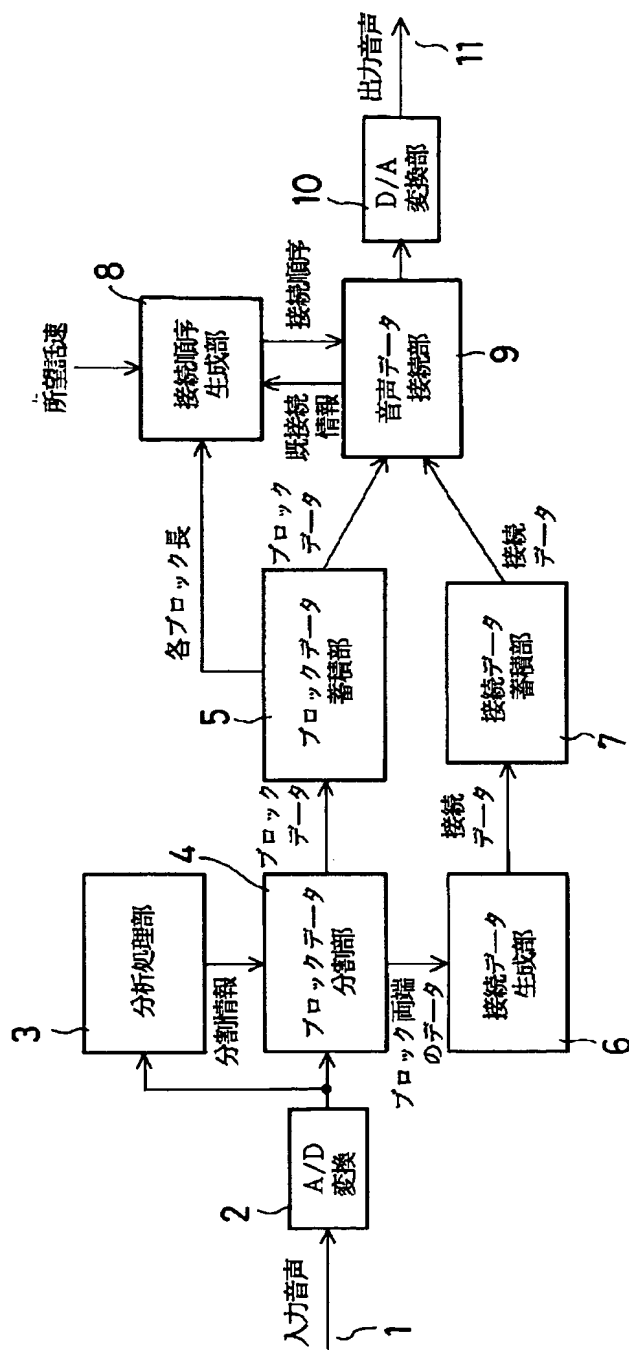 入力音声
1
2
A/D
変換
3
分析処理部
分割情報
4
ブロックデータ
分割部
ブロック両端
のデータ
6
接続データ
生成部
ブロック
データ
5
ブロックデータ
蓄積部
各ブロック長
接続
データ
7
接続データ
蓄積部
ブロック
データ
接続
データ
所望話速
8
接続順序
生成部
既接続
情報
接続順序
9
音声データ
接続部
10
D/A
変換部
出力音声
11